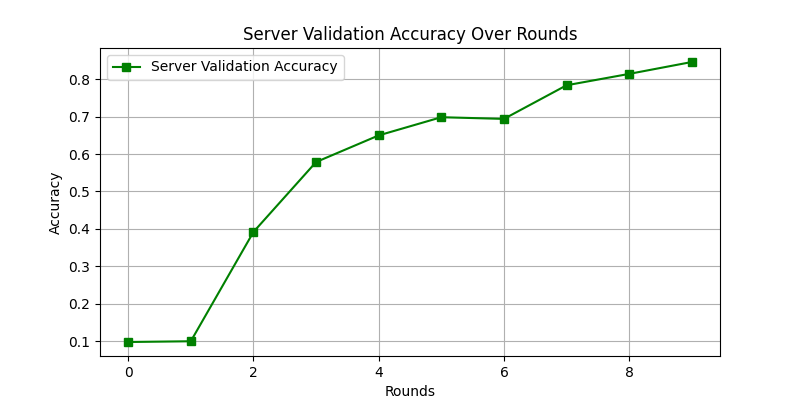 Server Validation Accuracy Over Rounds
Server Validation Accuracy
Accuracy
0.8
0.7
0.6
0.5
0.4
0.3
0.2
0.1
0 2 4 6 8
Rounds